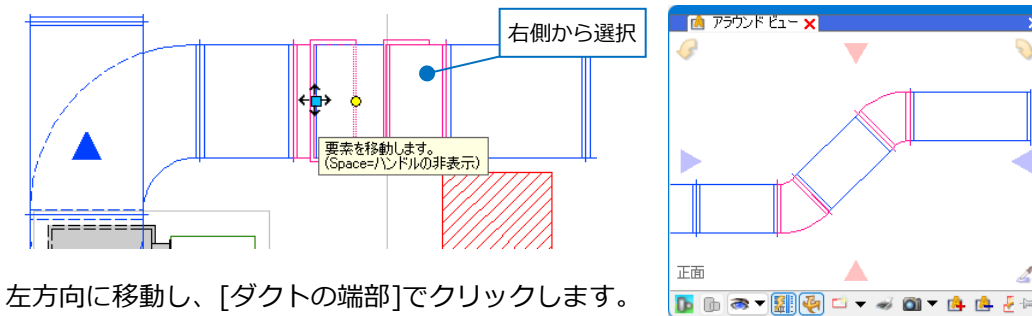 右側から選択
要素を移動します。
(Space=ハンドルの非表示)
左方向に移動し、[ダクトの端部]でクリックします。
アラウンド ビュー
正面